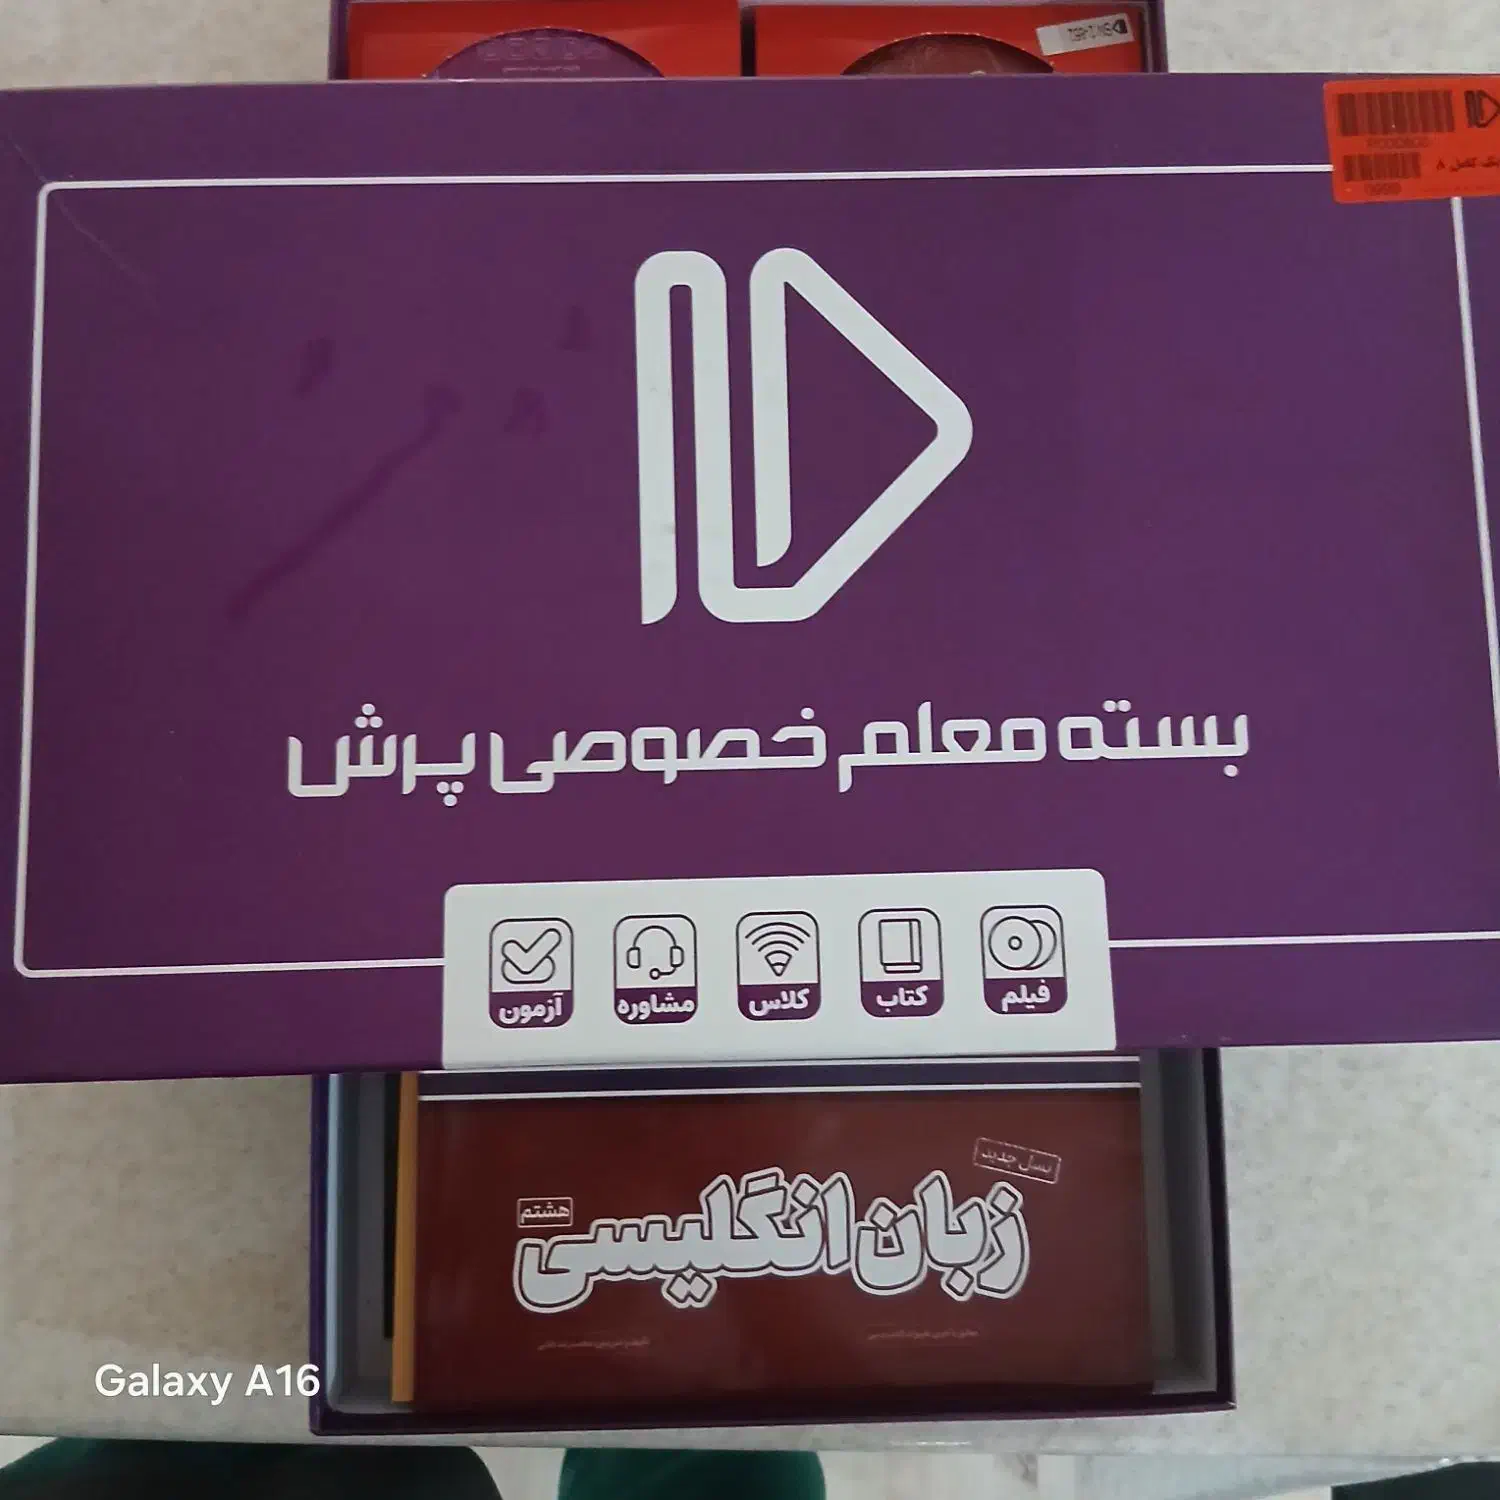 بسته معلم خصوصی پرش
فیلم
کتاب
کلاس
مشاوره
آزمون
نسل جدید
زبان انگلیسی
هشتم
Galaxy A16